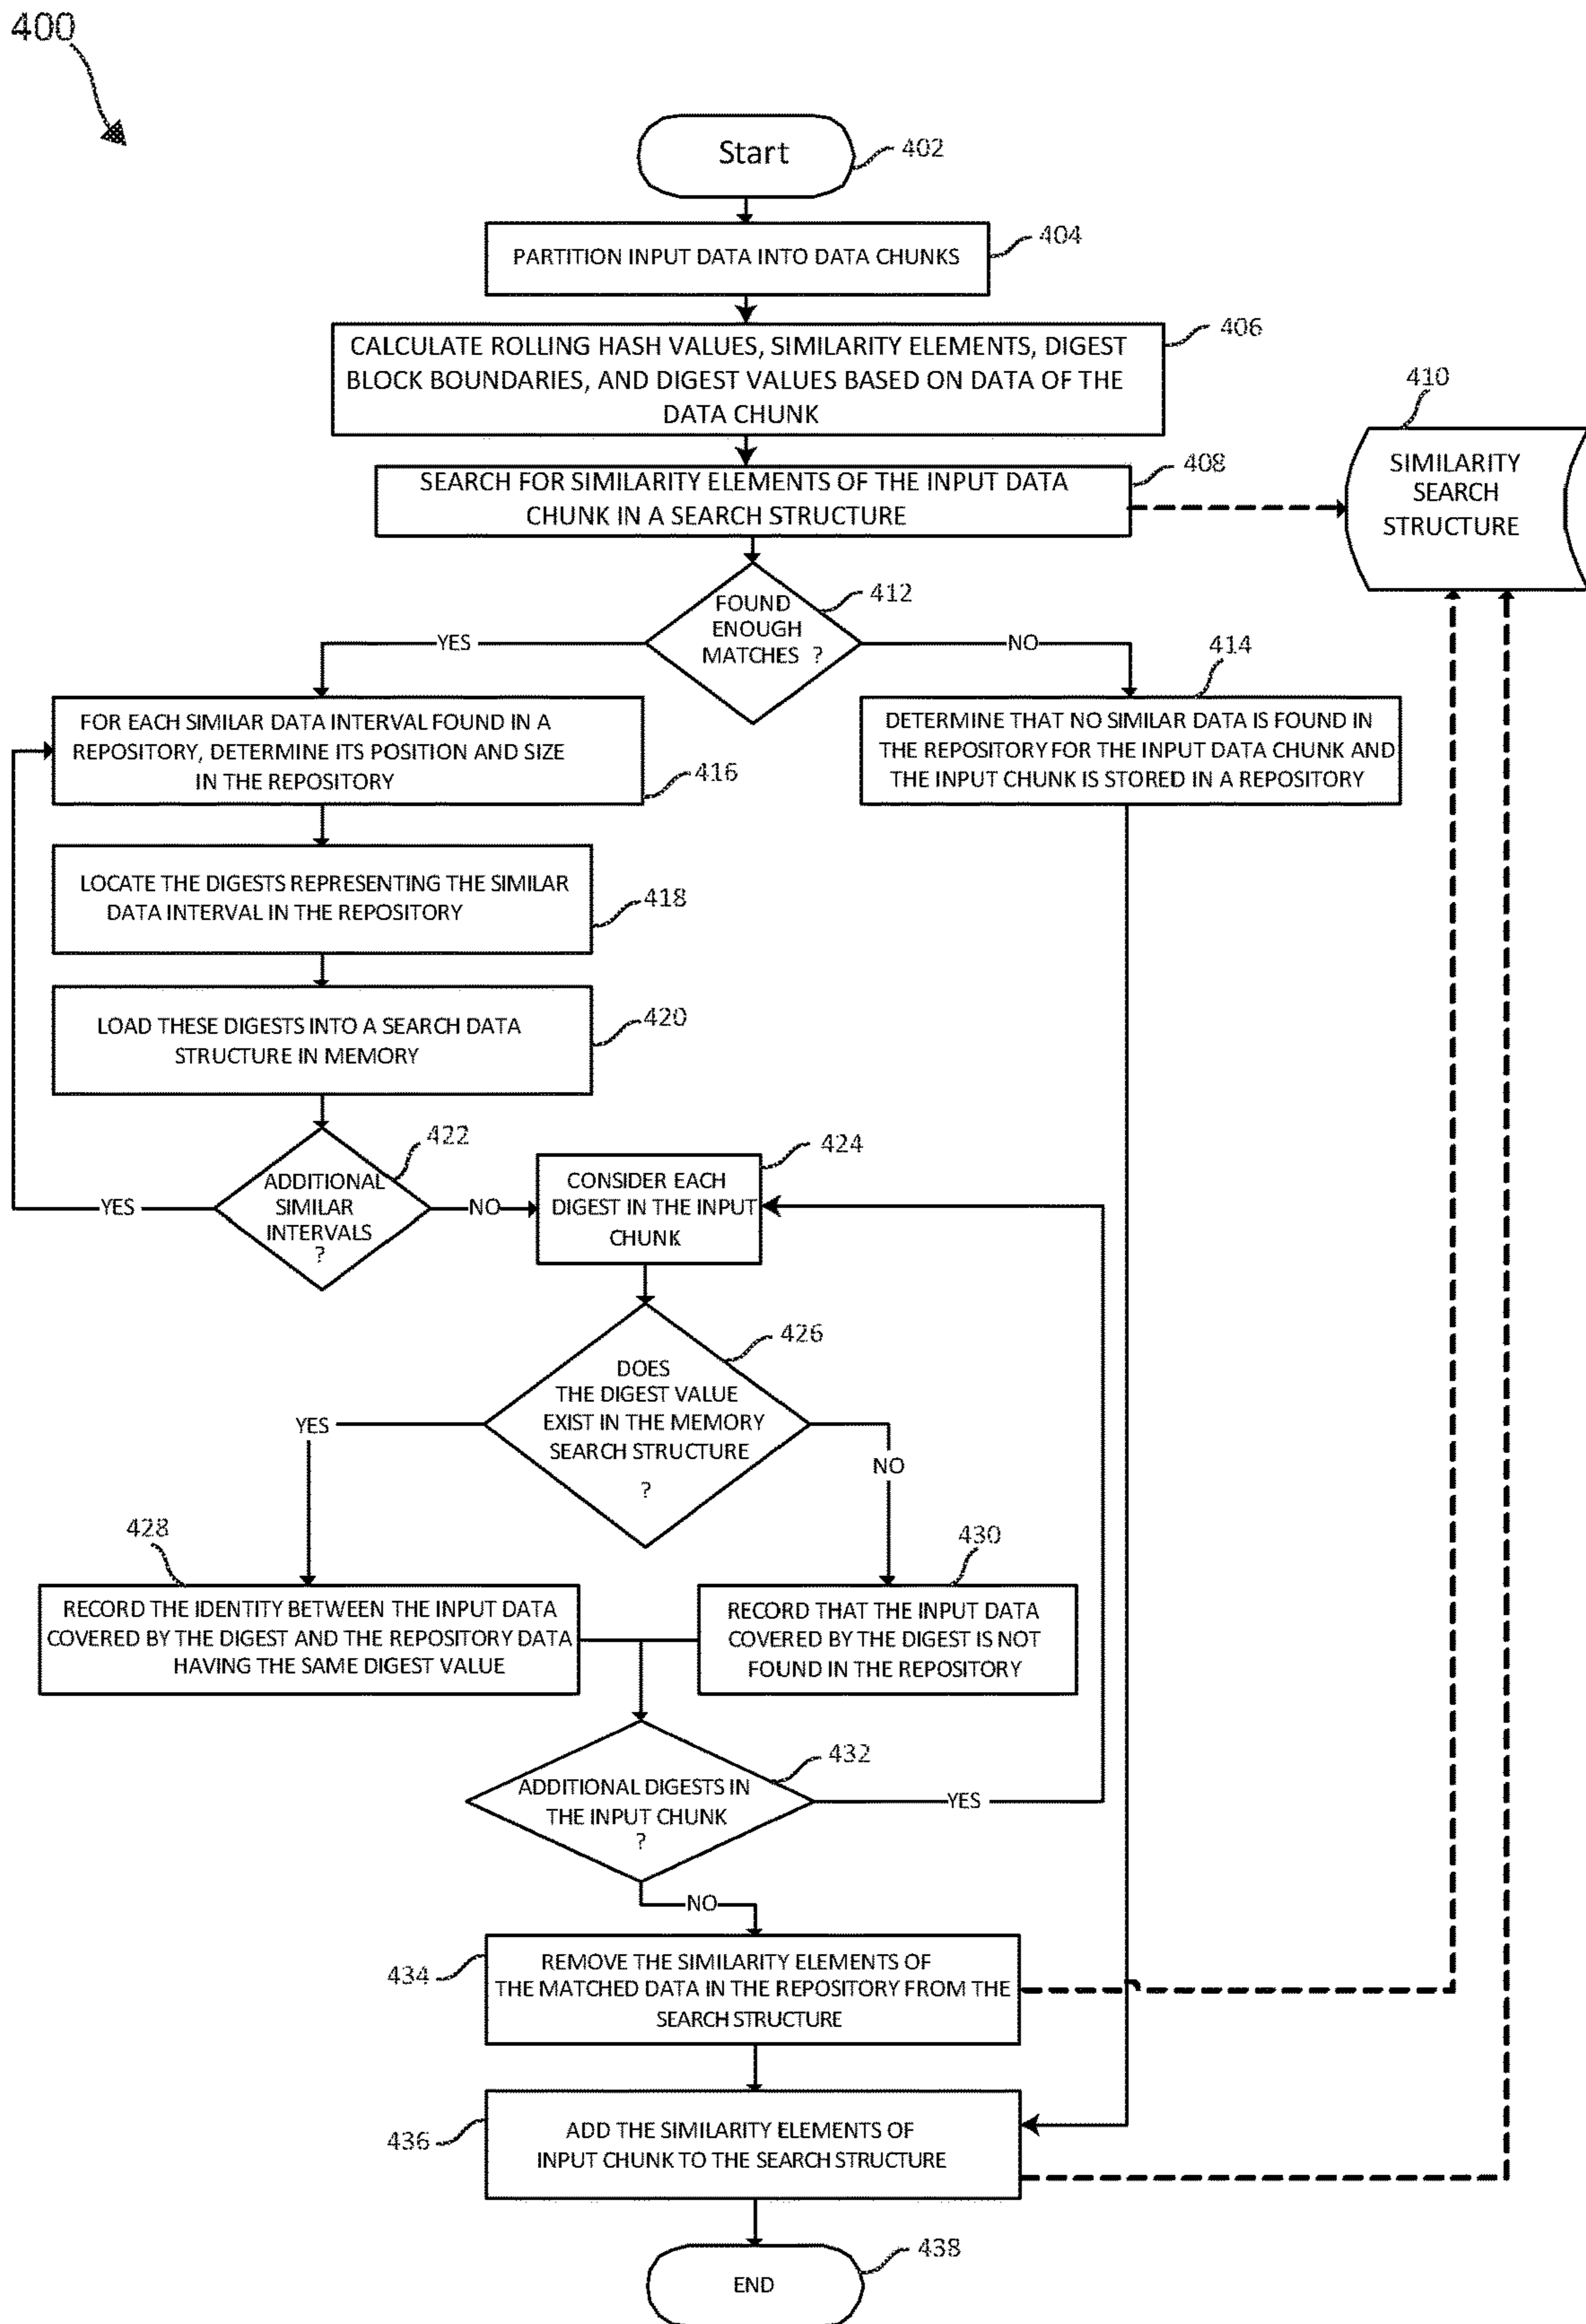 400
Start
402
PARTITION INPUT DATA INTO DATA CHUNKS
404
CALCULATE ROLLING HASH VALUES, SIMILARITY ELEMENTS, DIGEST
BLOCK BOUNDARIES, AND DIGEST VALUES BASED ON DATA OF THE
DATA CHUNK
406
SEARCH FOR SIMILARITY ELEMENTS OF THE INPUT DATA
CHUNK IN A SEARCH STRUCTURE
408
410
SIMILARITY
SEARCH
STRUCTURE
FOUND
ENOUGH
MATCHES ?
412
YES
NO
414
FOR EACH SIMILAR DATA INTERVAL FOUND IN A
REPOSITORY, DETERMINE ITS POSITION AND SIZE
IN THE REPOSITORY
416
DETERMINE THAT NO SIMILAR DATA IS FOUND IN
THE REPOSITORY FOR THE INPUT DATA CHUNK AND
THE INPUT CHUNK IS STORED IN A REPOSITORY
LOCATE THE DIGESTS REPRESENTING THE SIMILAR
DATA INTERVAL IN THE REPOSITORY
418
LOAD THESE DIGESTS INTO A SEARCH DATA
STRUCTURE IN MEMORY
420
ADDITIONAL
SIMILAR
INTERVALS
?
422
YES
NO
CONSIDER EACH
DIGEST IN THE INPUT
CHUNK
424
DOES
THE DIGEST VALUE
EXIST IN THE MEMORY
SEARCH STRUCTURE
?
426
YES
NO
428
RECORD THE IDENTITY BETWEEN THE INPUT DATA
COVERED BY THE DIGEST AND THE REPOSITORY DATA
HAVING THE SAME DIGEST VALUE
430
RECORD THAT THE INPUT DATA
COVERED BY THE DIGEST IS NOT
FOUND IN THE REPOSITORY
ADDITIONAL DIGESTS IN
THE INPUT CHUNK
?
432
YES
NO
434
REMOVE THE SIMILARITY ELEMENTS OF
THE MATCHED DATA IN THE REPOSITORY FROM THE
SEARCH STRUCTURE
436
ADD THE SIMILARITY ELEMENTS OF
INPUT CHUNK TO THE SEARCH STRUCTURE
438
END